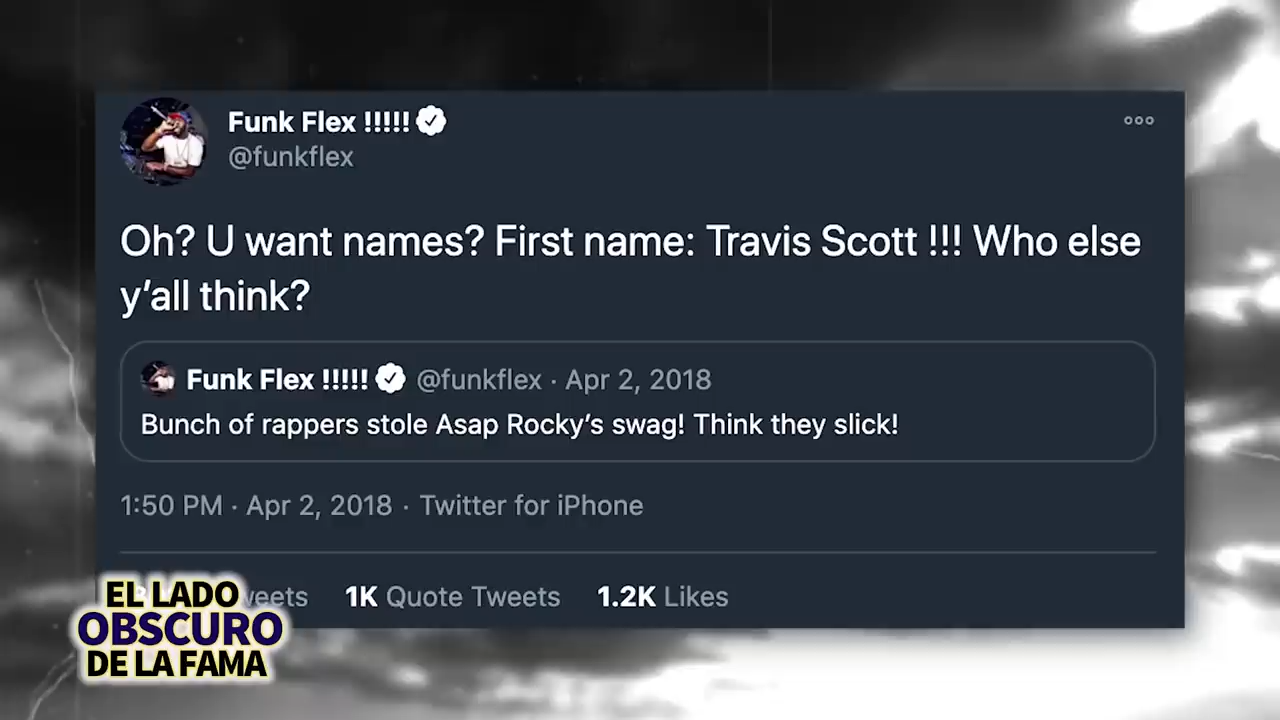 Funk Flex !!!!!
@funkflex
Oh? U want names? First name: Travis Scott !!! Who else
y’all think?
Funk Flex !!!!! @funkflex · Apr 2, 2018
Bunch of rappers stole Asap Rocky’s swag! Think they slick!
1:50 PM · Apr 2, 2018 · Twitter for iPhone
1K Quote Tweets 1.2K Likes
EL LADO
OBSCURO
DE LA FAMA